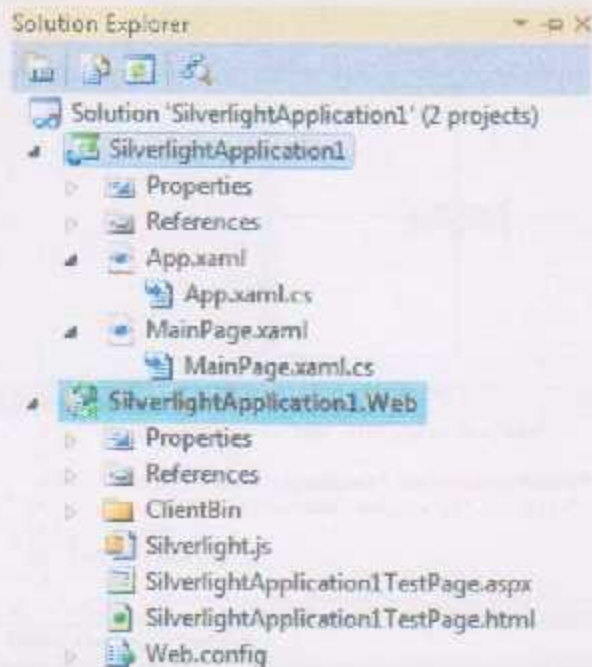 Solution Explorer
Solution 'SilverlightApplication1' (2 projects)
SilverlightApplication1
Properties
References
App.xaml
App.xaml.cs
MainPage.xaml
MainPage.xaml.cs
SilverlightApplication1.Web
Properties
References
ClientBin
Silverlight.js
SilverlightApplication1TestPage.aspx
SilverlightApplication1TestPage.html
Web.config